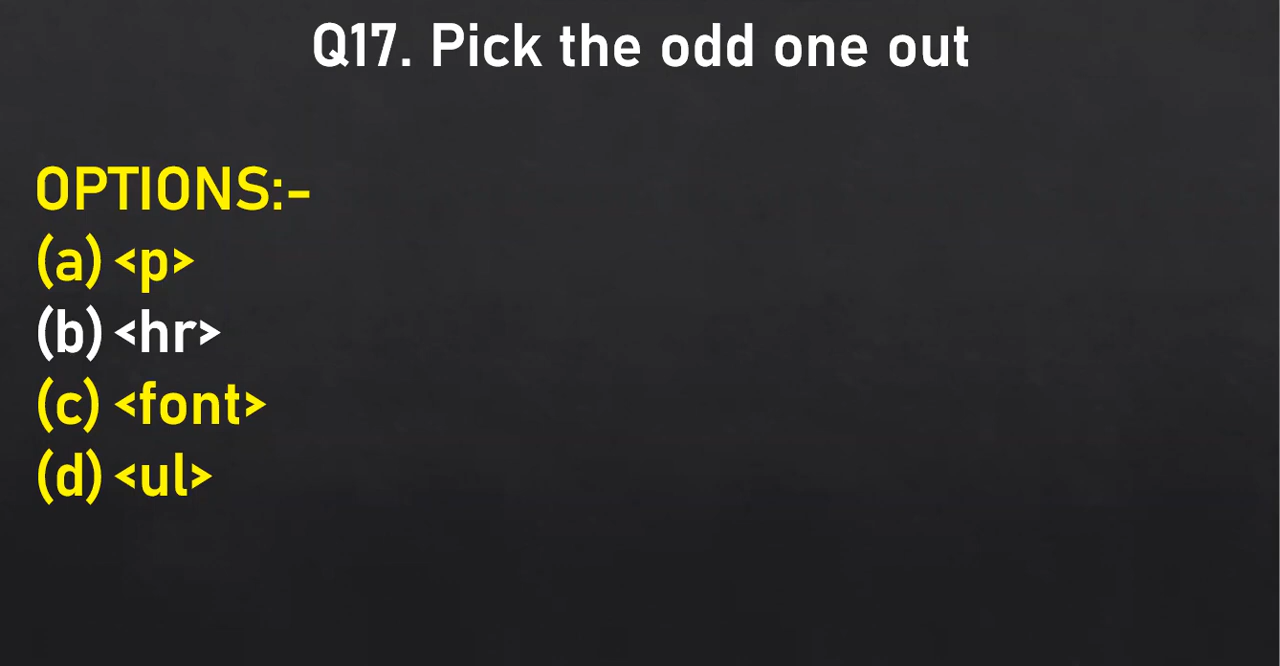 Q17. Pick the odd one out
OPTIONS:-
(a) <p>
(b) <hr>
(c) <font>
(d) <ul>